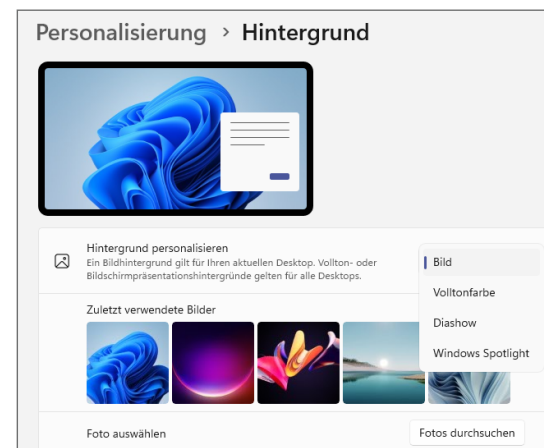 Personalisierung > Hintergrund
Hintergrund personalisieren
Ein Bildhintergrund gilt für Ihren aktuellen Desktop. Vollton- oder
Bildschirmpräsentationshintergründe gelten für alle Desktops.
Bild
Volltonfarbe
Diashow
Windows Spotlight
Zuletzt verwendete Bilder
Foto auswählen
Fotos durchsuchen